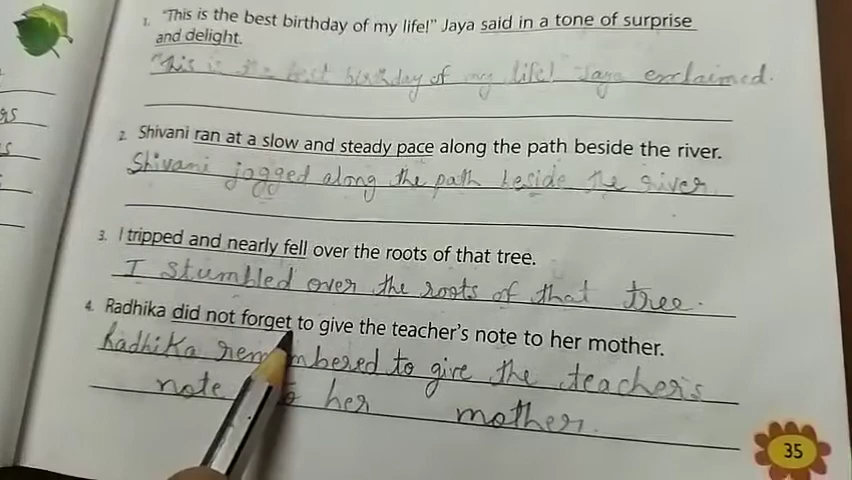 1. "This is the best birthday of my life!" Jaya said in a tone of surprise
and delight.
"This is the best birthday of my life!" Jaya exclaimed.
2. Shivani ran at a slow and steady pace along the path beside the river.
Shivani jogged along the path beside the river.
3. I tripped and nearly fell over the roots of that tree.
I stumbled over the roots of that tree.
4. Radhika did not forget to give the teacher's note to her mother.
Radhika remembered to give the teacher's
note to her mother.
35